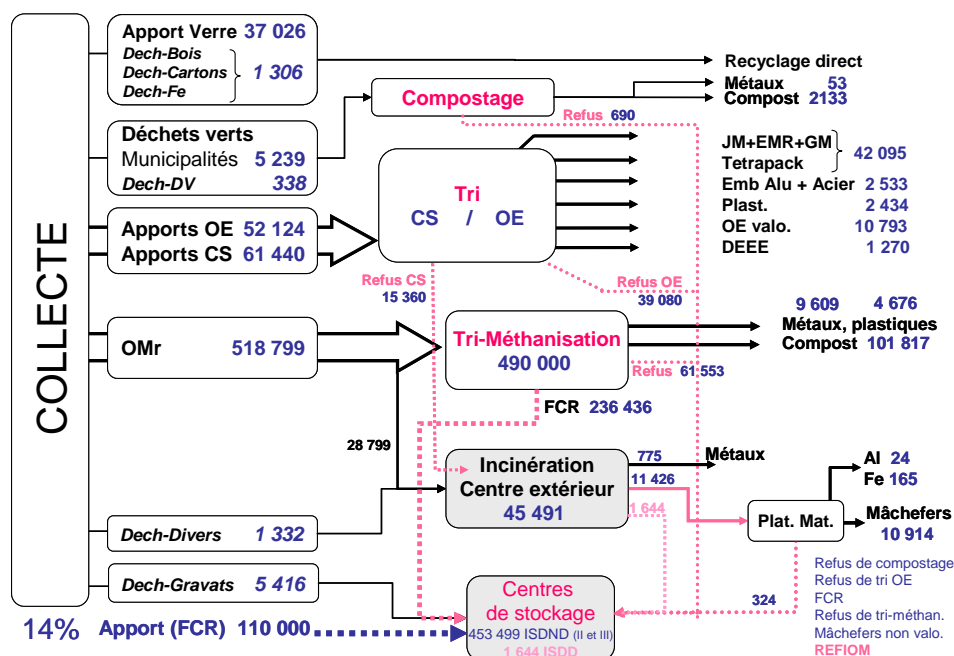 COLLECTE
Apport Verre 37 026
Dech-Bois
Dech-Cartons 1 306
Dech-Fe
Recyclage direct
Métaux 53
Compost 2133
Compostage
Refus 690
Déchets verts
Municipalités 5 239
Dech-DV 338
JM+EMR+GM
Tetrapack
42 095
Emb Alu + Acier 2 533
Plast. 2 434
OE valo. 10 793
DEEE 1 270
Tri
CS / OE
Apports OE 52 124
Apports CS 61 440
Refus CS
15 360
Refus OE
39 080
9 609 4 676
Métaux, plastiques
Compost 101 817
OMr 518 799
Tri-Méthanisation
490 000
Refus 61 553
FCR 236 436
28 799
Incinération
Centre extérieur
45 491
775 Métaux
11 426
1 644
Al 24
Fe 165
Plat. Mat.
Mâchefers
10 914
Dech-Divers 1 332
Dech-Gravats 5 416
14% Apport (FCR) 110 000
Centres
de stockage
453 499 ISDND (II et III)
1 644 ISDD
324
Refus de compostage
Refus de tri OE
FCR
Refus de tri-méthan.
Mâchefers non valo.
REFIOM